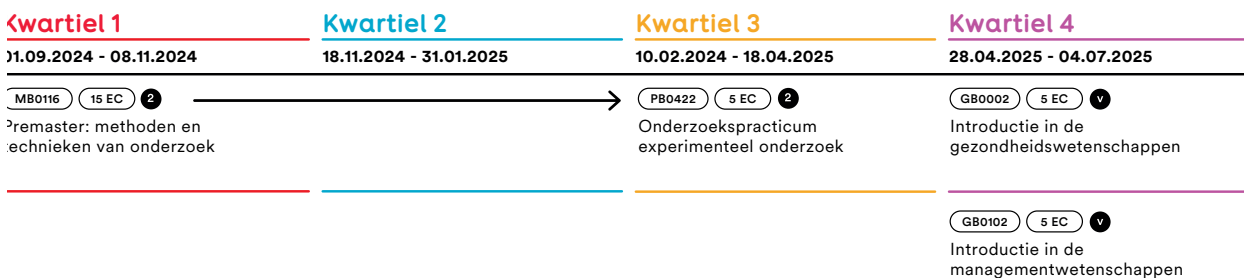 Kwartiel 1
01.09.2024 - 08.11.2024
MB0116 15 EC 2
Premaster: methoden en
technieken van onderzoek
Kwartiel 2
18.11.2024 - 31.01.2025
Kwartiel 3
10.02.2024 - 18.04.2025
PB0422 5 EC 2
Onderzoekspracticum
experimenteel onderzoek
Kwartiel 4
28.04.2025 - 04.07.2025
GB0002 5 EC v
Introductie in de
gezondheidswetenschappen
GB0102 5 EC v
Introductie in de
managementwetenschappen